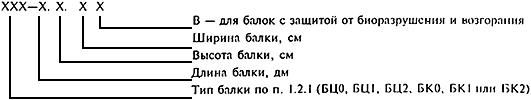 XXX—X. X. X X
В — для балок с защитой от биоразрушения и возгорания
Ширина балки, см
Высота балки, см
Длина балки, дм
Тип балки по п. 1.2.1 (БЦ0, БЦ1, БЦ2, БК0, БК1 или БК2)